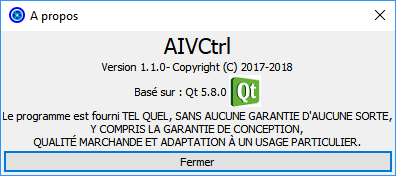 A propos
AIVCtrl
Version 1.1.0- Copyright (C) 2017-2018
Basé sur : Qt 5.8.0 Qt
Le programme est fourni TEL QUEL, SANS AUCUNE GARANTIE D'AUCUNE SORTE,
Y COMPRIS LA GARANTIE DE CONCEPTION,
QUALITÉ MARCHANDE ET ADAPTATION À UN USAGE PARTICULIER.
Fermer